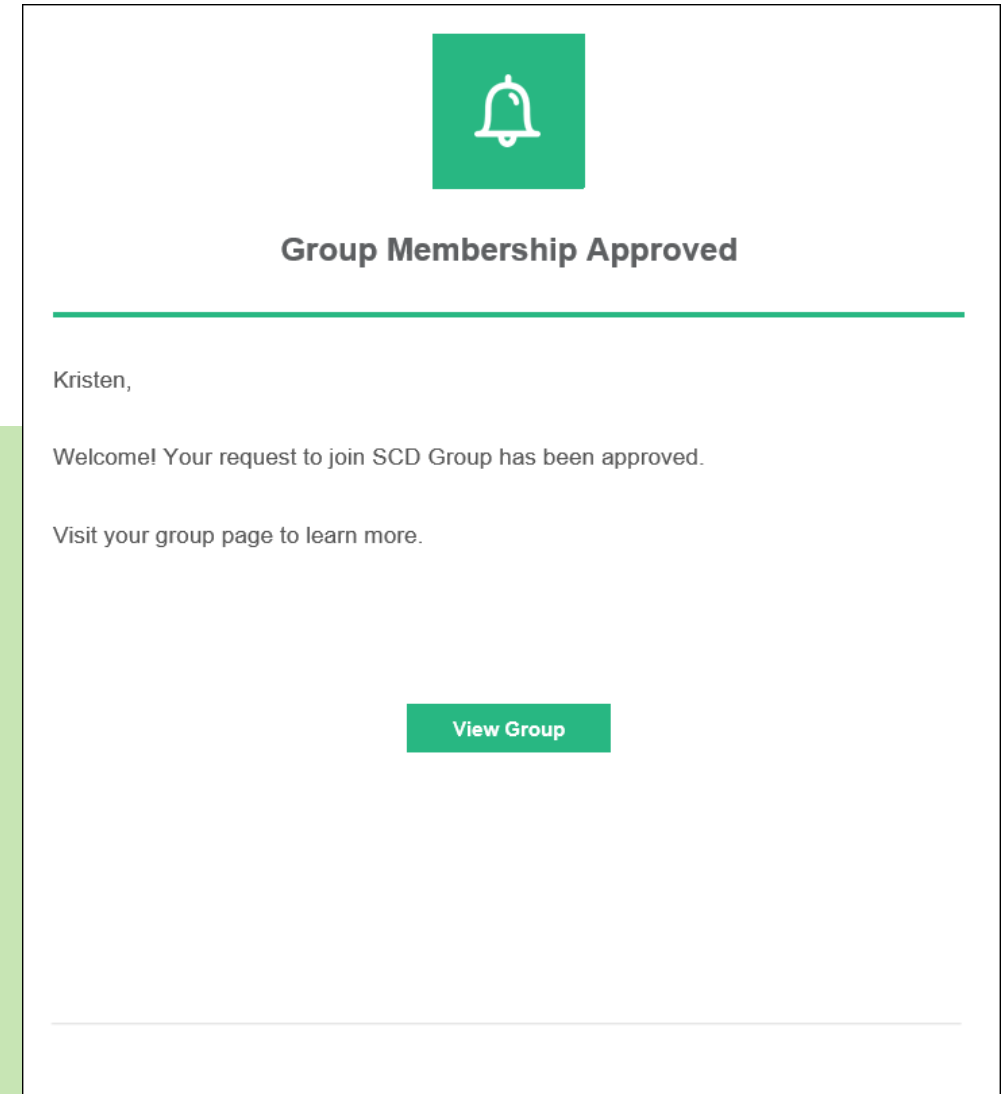 Group Membership Approved
Kristen,
Welcome! Your request to join SCD Group has been approved.
Visit your group page to learn more.
View Group